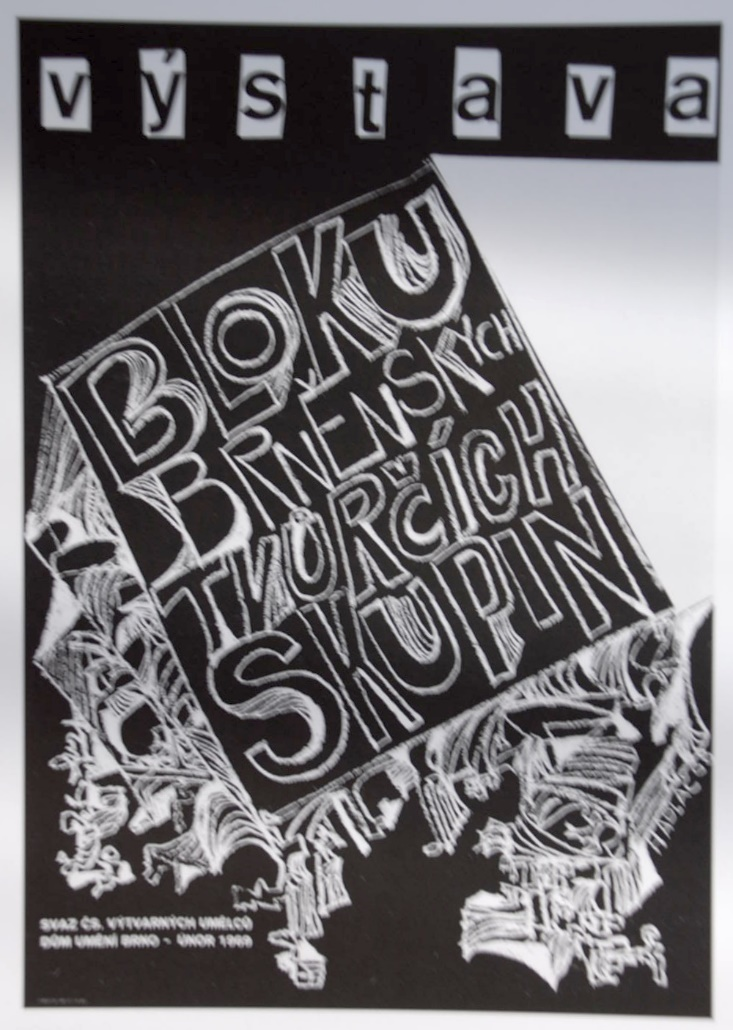 výstava
BLOKU
BRNĚNSKÝCH
TVŮRČÍCH
SKUPIN
SVAZ ČS. VÝTVARNÝCH UMĚLCŮ
DŮM UMĚNÍ BRNO - ÚNOR 1969